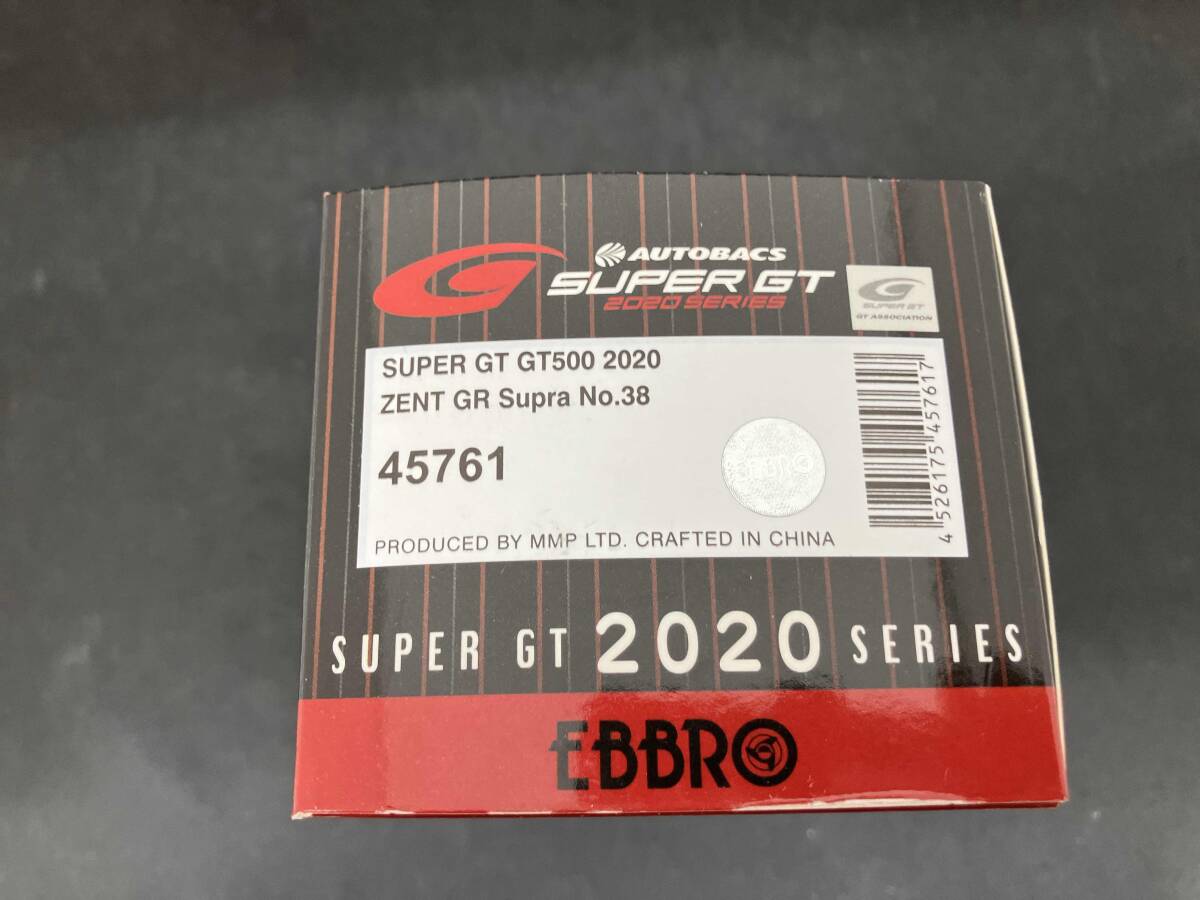 AUTOBACS
SUPER GT
2020 SERIES
SUPER GT
GT ASSOCIATION
SUPER GT GT500 2020
ZENT GR Supra No.38
45761
EBBRO
4 526175 457617
PRODUCED BY MMP LTD. CRAFTED IN CHINA
SUPER GT 2020 SERIES
EBBRO